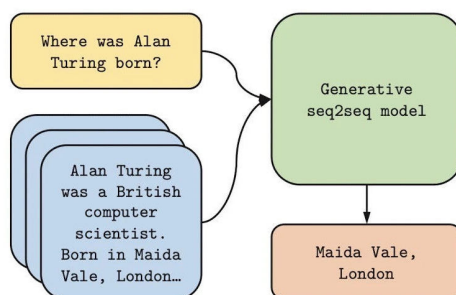 Where was Alan
Turing born?
Generative
seq2seq model
Alan Turing
was a British
computer
scientist.
Born in Maida
Vale, London…
Maida Vale,
London